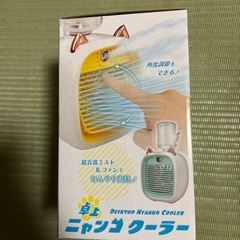 角度調節も
できる！
超音波ミスト
＆ファンで
ひんやり快適！
卓上
DESKTOP NYANKO COOLER
ニャンコクーラー